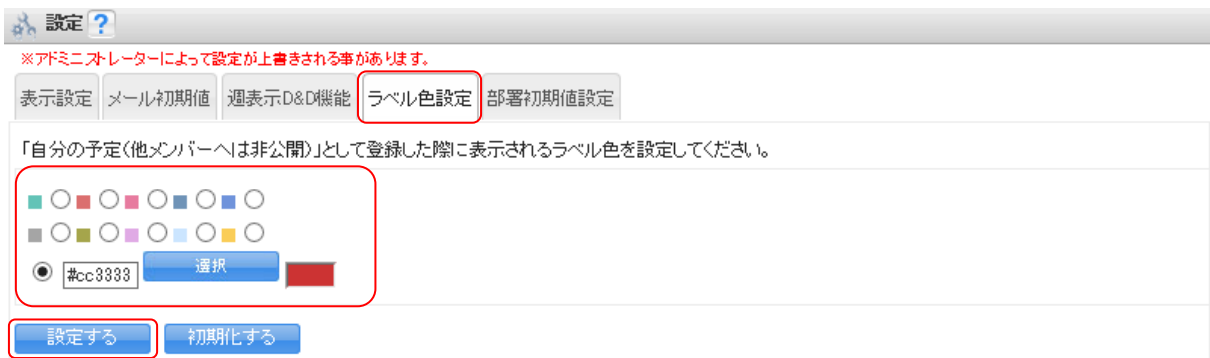 設定 ?
※アドミニストレーターによって設定が上書きされる事があります。
表示設定 メール初期値 週表示D&D機能 ラベル色設定 部署初期値設定
「自分の予定(他メンバーへは非公開)」として登録した際に表示されるラベル色を設定してください。
#cc3333 選択
設定する 初期化する